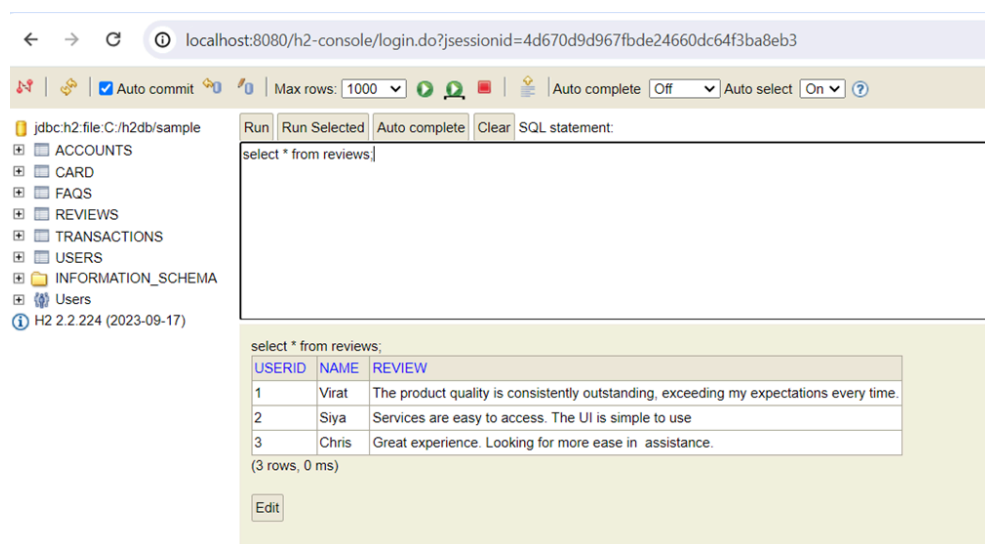 localhost:8080/h2-console/login.do?jsessionid=4d670d9d967fbde24660dc64f3ba8eb3
Auto commit Max rows: 1000 Auto complete Off Auto select On ?
jdbc:h2:file:C:/h2db/sample
ACCOUNTS
CARD
FAQS
REVIEWS
TRANSACTIONS
USERS
INFORMATION_SCHEMA
Users
H2 2.2.224 (2023-09-17)
Run Run Selected Auto complete Clear SQL statement:
select * from reviews;
select * from reviews;
USERID NAME REVIEW
1 Virat The product quality is consistently outstanding, exceeding my expectations every time.
2 Siya Services are easy to access. The UI is simple to use
3 Chris Great experience. Looking for more ease in  assistance.
(3 rows, 0 ms)
Edit